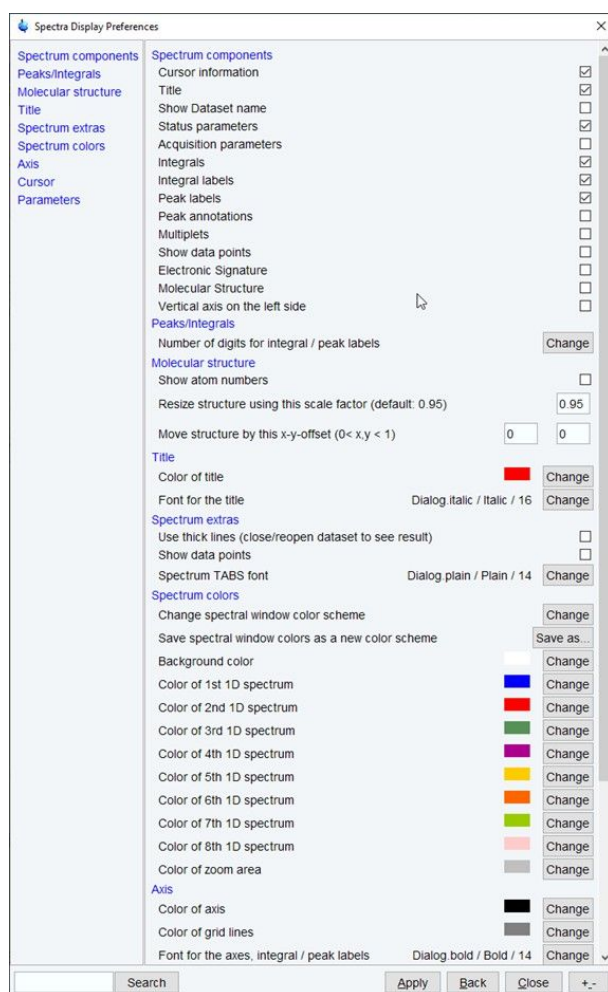 Spectra Display Preferences
Spectrum components
Peaks/Integrals
Molecular structure
Title
Spectrum extras
Spectrum colors
Axis
Cursor
Parameters
Spectrum components
Cursor information
Title
Show Dataset name
Status parameters
Acquisition parameters
Integrals
Integral labels
Peak labels
Peak annotations
Multiplets
Show data points
Electronic Signature
Molecular Structure
Vertical axis on the left side
Peaks/Integrals
Number of digits for integral / peak labels Change
Molecular structure
Show atom numbers
Resize structure using this scale factor (default: 0.95) 0.95
Move structure by this x-y-offset (0< x,y < 1) 0 0
Title
Color of title Change
Font for the title Dialog.italic / Italic / 16 Change
Spectrum extras
Use thick lines (close/reopen dataset to see result)
Show data points
Spectrum TABS font Dialog.plain / Plain / 14 Change
Spectrum colors
Change spectral window color scheme Change
Save spectral window colors as a new color scheme Save as...
Background color Change
Color of 1st 1D spectrum Change
Color of 2nd 1D spectrum Change
Color of 3rd 1D spectrum Change
Color of 4th 1D spectrum Change
Color of 5th 1D spectrum Change
Color of 6th 1D spectrum Change
Color of 7th 1D spectrum Change
Color of 8th 1D spectrum Change
Color of zoom area Change
Axis
Color of axis Change
Color of grid lines Change
Font for the axes, integral / peak labels Dialog.bold / Bold / 14 Change
Search Apply Back Close +.-